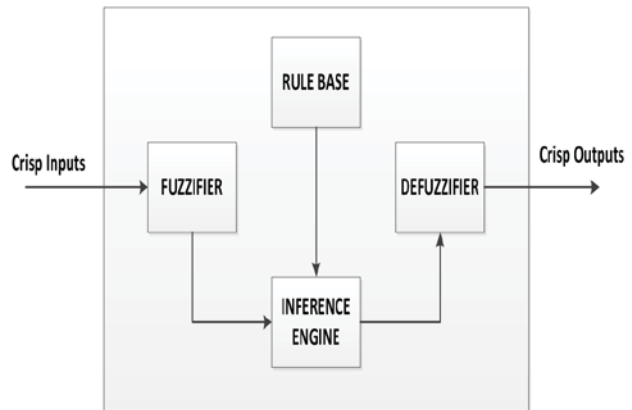 RULE BASE
Crisp Inputs
Crisp Outputs
FUZZIFIER
DEFUZZIFIER
INFERENCE
ENGINE